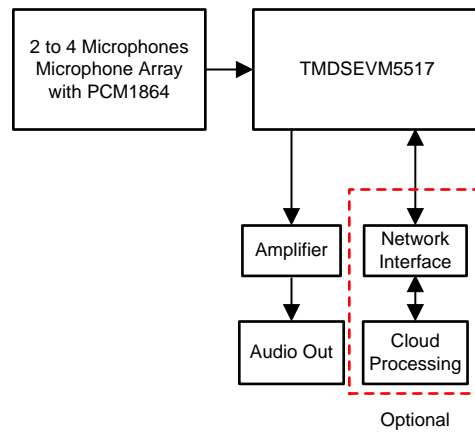 2 to 4 Microphones
Microphone Array
with PCM1864
TMDSEVM5517
Amplifier
Network
Interface
Audio Out
Cloud
Processing
Optional